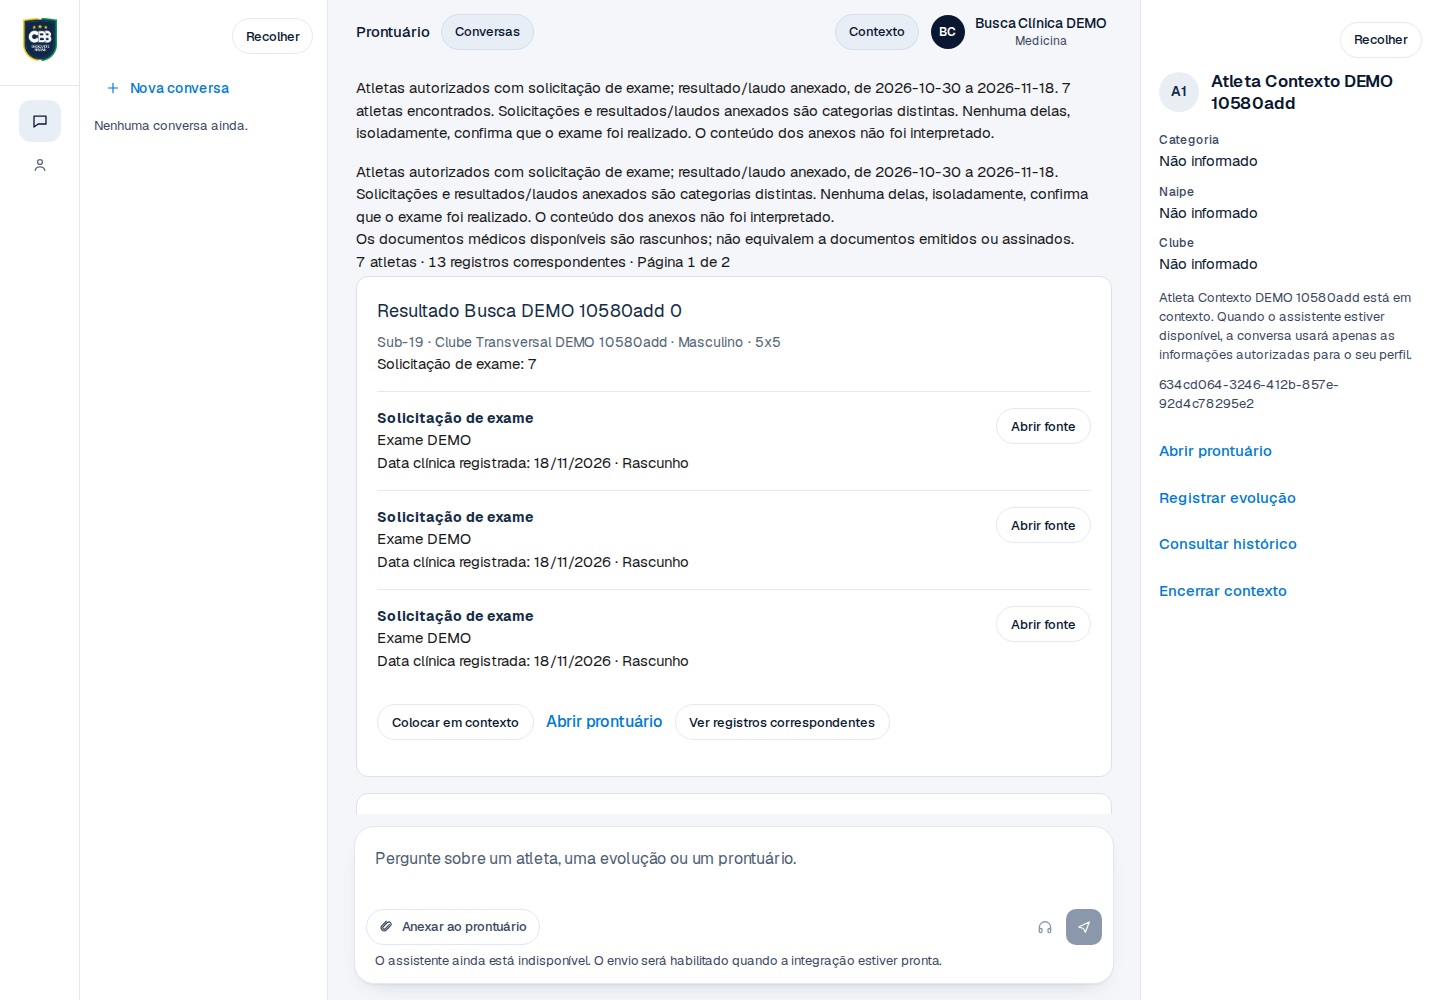 CBB
Recolher
Nova conversa
Nenhuma conversa ainda.
Prontuário
Conversas
Contexto
BC
Busca Clínica DEMO
Medicina
Atletas autorizados com solicitação de exame; resultado/laudo anexado, de 2026-10-30 a 2026-11-18. 7
atletas encontrados. Solicitações e resultados/laudos anexados são categorias distintas. Nenhuma delas,
isoladamente, confirma que o exame foi realizado. O conteúdo dos anexos não foi interpretado.
Atletas autorizados com solicitação de exame; resultado/laudo anexado, de 2026-10-30 a 2026-11-18.
Solicitações e resultados/laudos anexados são categorias distintas. Nenhuma delas, isoladamente, confirma
que o exame foi realizado. O conteúdo dos anexos não foi interpretado.
Os documentos médicos disponíveis são rascunhos; não equivalem a documentos emitidos ou assinados.
7 atletas · 13 registros correspondentes · Página 1 de 2
Resultado Busca DEMO 10580add 0
Sub-19 · Clube Transversal DEMO 10580add · Masculino · 5x5
Solicitação de exame: 7
Solicitação de exame
Exame DEMO
Data clínica registrada: 18/11/2026 · Rascunho
Abrir fonte
Solicitação de exame
Exame DEMO
Data clínica registrada: 18/11/2026 · Rascunho
Abrir fonte
Solicitação de exame
Exame DEMO
Data clínica registrada: 18/11/2026 · Rascunho
Abrir fonte
Colocar em contexto
Abrir prontuário
Ver registros correspondentes
Pergunte sobre um atleta, uma evolução ou um prontuário.
Anexar ao prontuário
O assistente ainda está indisponível. O envio será habilitado quando a integração estiver pronta.
Recolher
A1
Atleta Contexto DEMO
10580add
Categoria
Não informado
Naipe
Não informado
Clube
Não informado
Atleta Contexto DEMO 10580add está em
contexto. Quando o assistente estiver
disponível, a conversa usará apenas as
informações autorizadas para o seu perfil.
634cd064-3246-412b-857e-
92d4c78295e2
Abrir prontuário
Registrar evolução
Consultar histórico
Encerrar contexto